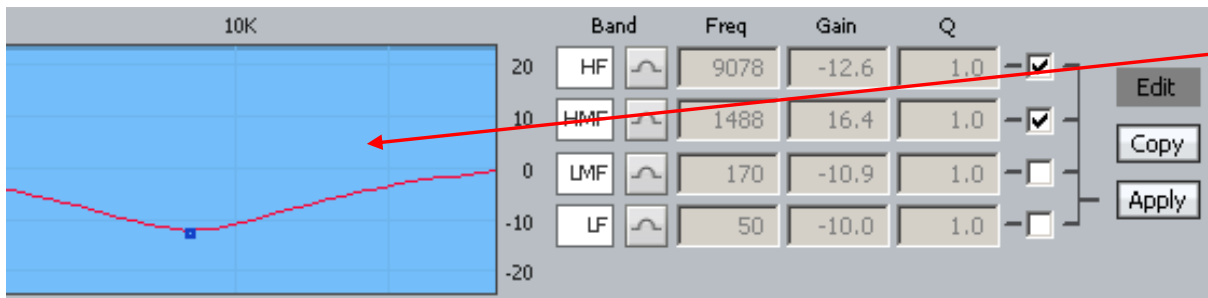 10K Band Freq Gain Q
20 HF 9078 -12.6 1.0 Edit
10 HMF 1488 16.4 1.0 Copy
0 LMF 170 -10.9 1.0 Apply
-10 LF 50 -10.0 1.0
-20